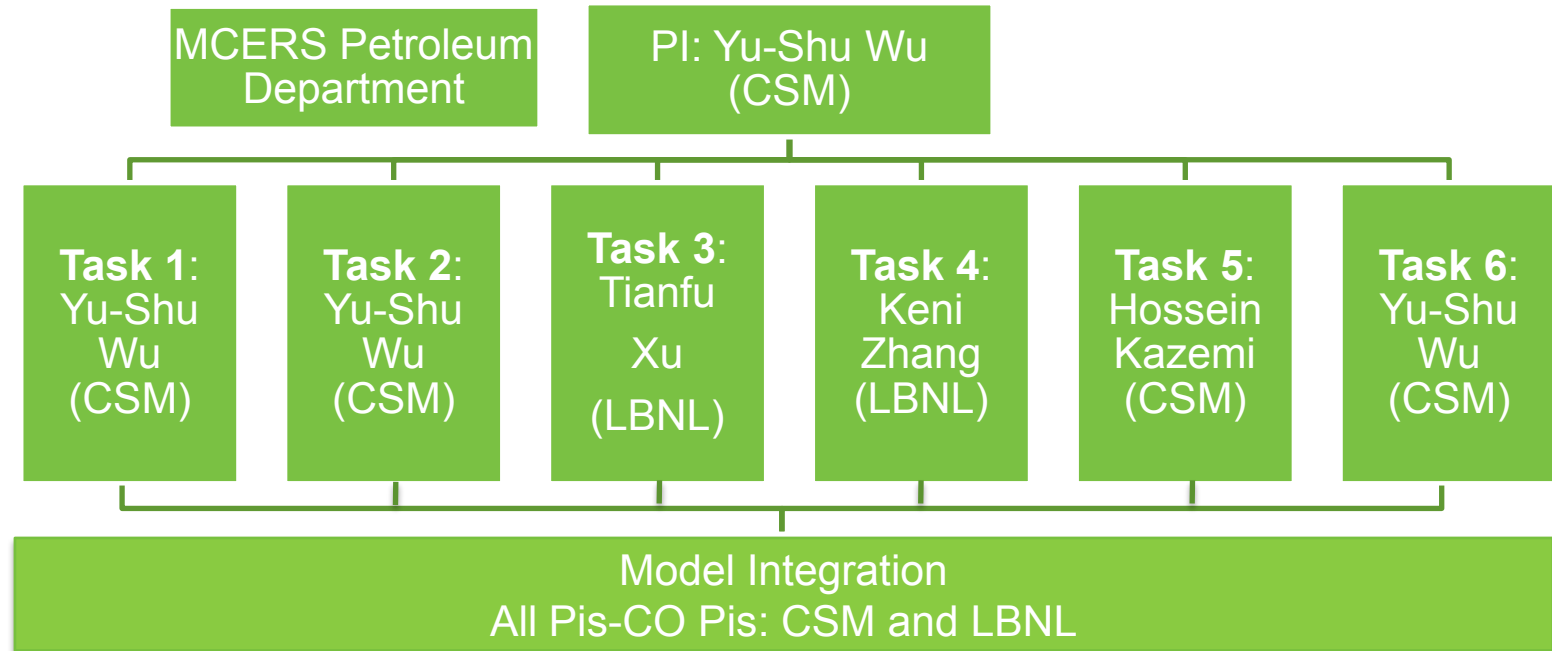 MCERS Petroleum
Department
PI: Yu-Shu Wu
(CSM)
Task 1:
Yu-Shu
Wu
(CSM)
Task 2:
Yu-Shu
Wu
(CSM)
Task 3:
Tianfu
Xu
(LBNL)
Task 4:
Keni
Zhang
(LBNL)
Task 5:
Hossein
Kazemi
(CSM)
Task 6:
Yu-Shu
Wu
(CSM)
Model Integration
All Pis-CO Pis: CSM and LBNL